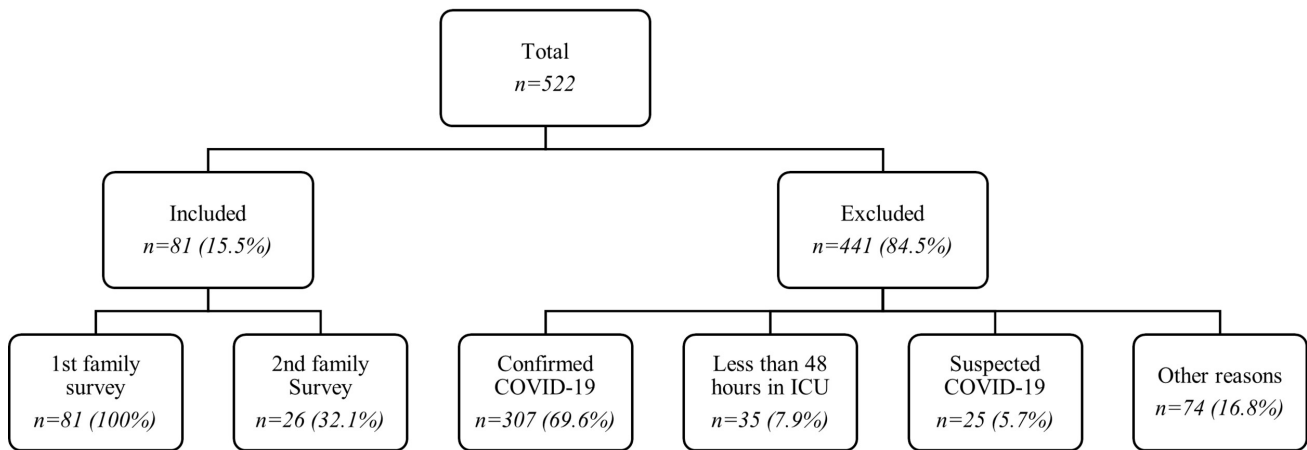 Total
n=522
Included
n=81 (15.5%)
Excluded
n=441 (84.5%)
1st family
survey
n=81 (100%)
2nd family
Survey
n=26 (32.1%)
Confirmed
COVID-19
n=307 (69.6%)
Less than 48
hours in ICU
n=35 (7.9%)
Suspected
COVID-19
n=25 (5.7%)
Other reasons
n=74 (16.8%)